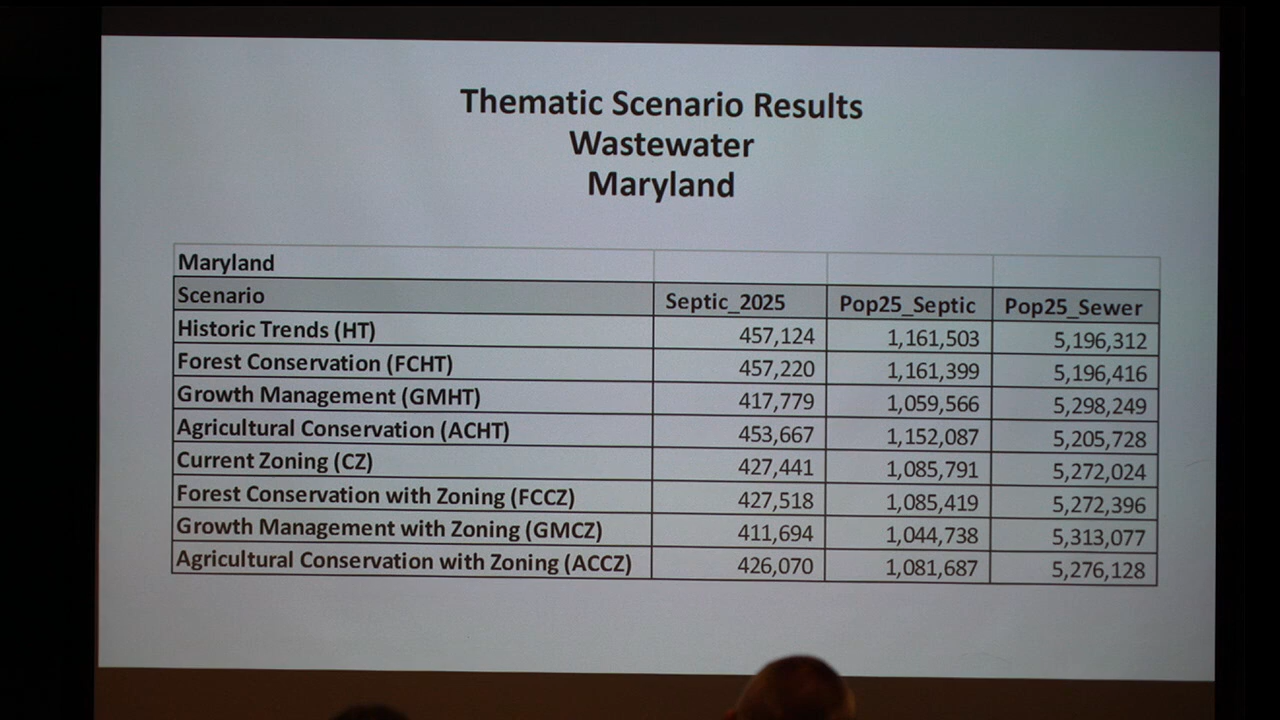 Thematic Scenario Results
Wastewater
Maryland
Maryland
Scenario Septic_2025 Pop25_Septic Pop25_Sewer
Historic Trends (HT) 457,124 1,161,503 5,196,312
Forest Conservation (FCHT) 457,220 1,161,399 5,196,416
Growth Management (GMHT) 417,779 1,059,566 5,298,249
Agricultural Conservation (ACHT) 453,667 1,152,087 5,205,728
Current Zoning (CZ) 427,441 1,085,791 5,272,024
Forest Conservation with Zoning (FCCZ) 427,518 1,085,419 5,272,396
Growth Management with Zoning (GMCZ) 411,694 1,044,738 5,313,077
Agricultural Conservation with Zoning (ACCZ) 426,070 1,081,687 5,276,128